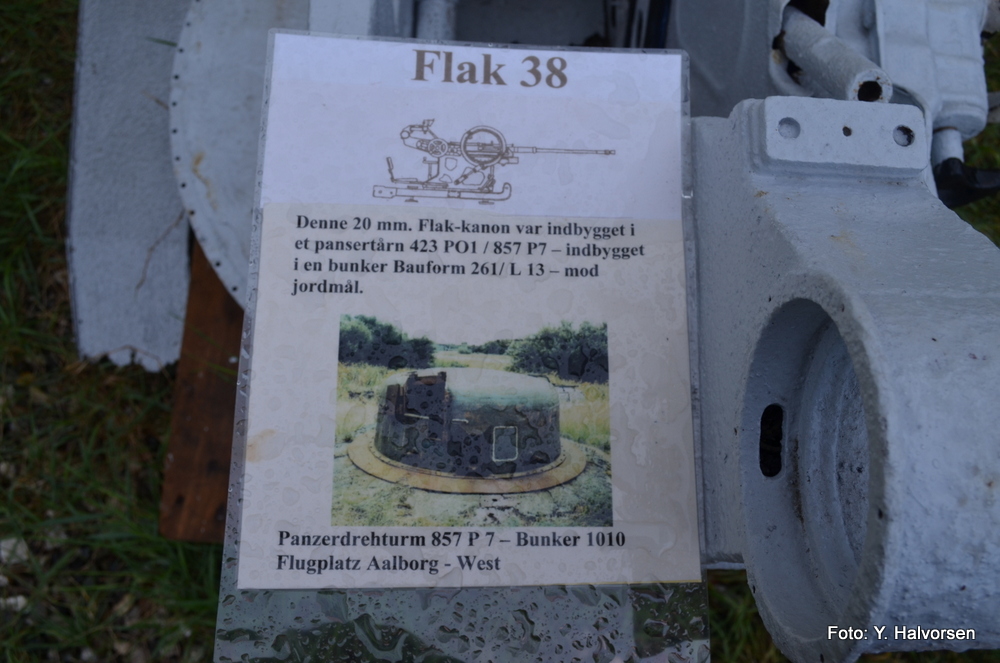 Flak 38
Denne 20 mm. Flak-kanon var indbygget i
et pansertårn 423 PO1 / 857 P7 – indbygget
i en bunker Bauform 261/ L 13 – mod
jordmål.
Panzerdrehturm 857 P 7 – Bunker 1010
Flugplatz Aalborg - West
Foto: Y. Halvorsen